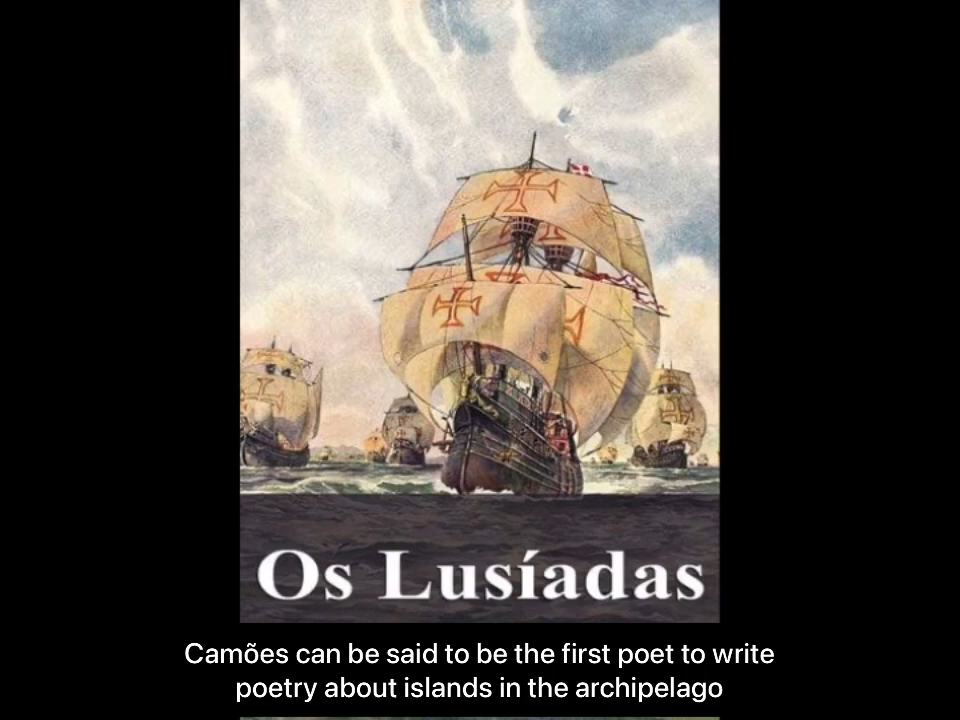 Os Lusíadas
Camões can be said to be the first poet to write
poetry about islands in the archipelago